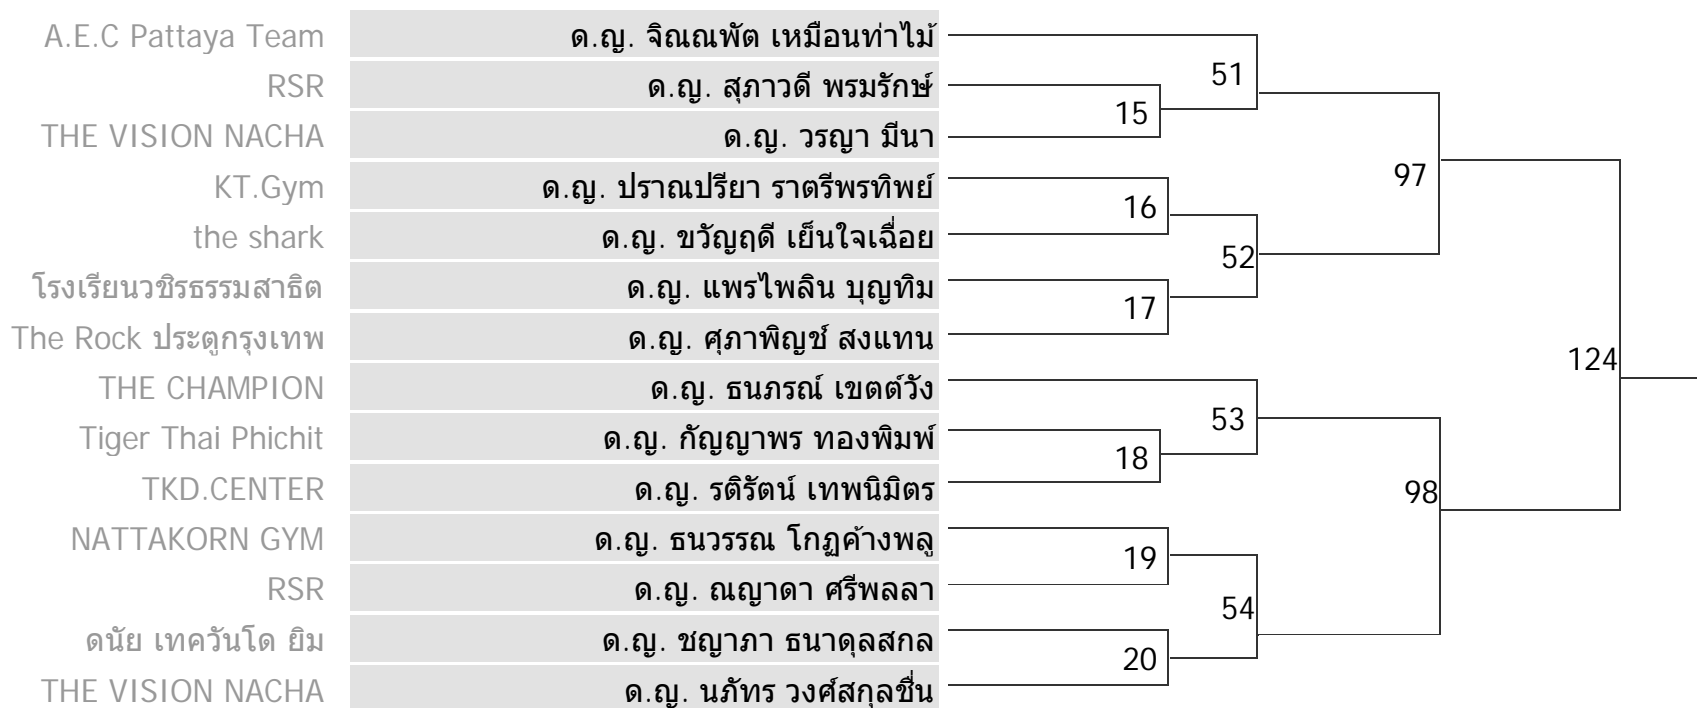 A.E.C Pattaya Team ด.ญ. จิณณพัต เหมือนท่าไม้
51
RSR ด.ญ. สุภาวดี พรมรักษ์
15
THE VISION NACHA ด.ญ. วรญา มีนา
97
KT.Gym ด.ญ. ปราณปรียา ราตรีพรทิพย์
16
the shark ด.ญ. ขวัญฤดี เย็นใจเฉื่อย
52
โรงเรียนวชิรธรรมสาธิต ด.ญ. แพรไพลิน บุญทิม
17
The Rock ประตูกรุงเทพ ด.ญ. ศุภาพิญช์ สงแทน
124
THE CHAMPION ด.ญ. ธนภรณ์ เขตต์วัง
53
Tiger Thai Phichit ด.ญ. กัญญาพร ทองพิมพ์
18
TKD.CENTER ด.ญ. รติรัตน์ เทพนิมิตร
98
NATTAKORN GYM ด.ญ. ธนวรรณ โกฏค้างพลู
19
RSR ด.ญ. ณญาดา ศรีพลลา
54
ดนัย เทควันโด ยิม ด.ญ. ชญาภา ธนาดุลสกล
20
THE VISION NACHA ด.ญ. นภัทร วงศ์สกุลชื่น